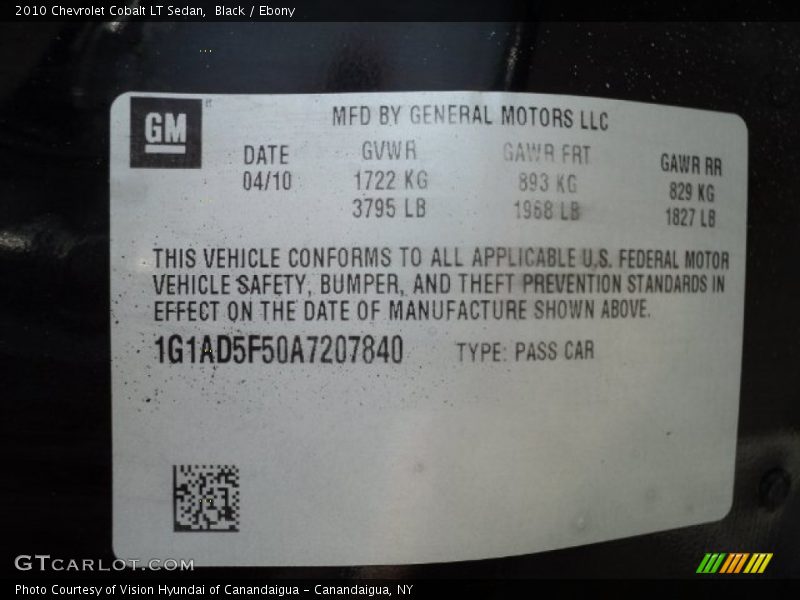 2010 Chevrolet Cobalt LT Sedan,  Black / Ebony
GM
MFD BY GENERAL MOTORS LLC
DATE GVWR GAWR FRT GAWR RR
04/10 1722 KG 893 KG 829 KG
3795 LB 1968 LB 1827 LB
THIS VEHICLE CONFORMS TO ALL APPLICABLE U.S. FEDERAL MOTOR
VEHICLE SAFETY, BUMPER, AND THEFT PREVENTION STANDARDS IN
EFFECT ON THE DATE OF MANUFACTURE SHOWN ABOVE.
1G1AD5F50A7207840 TYPE: PASS CAR
GTCARLOT.COM
Photo Courtesy of Vision Hyundai of Canandaigua - Canandaigua, NY